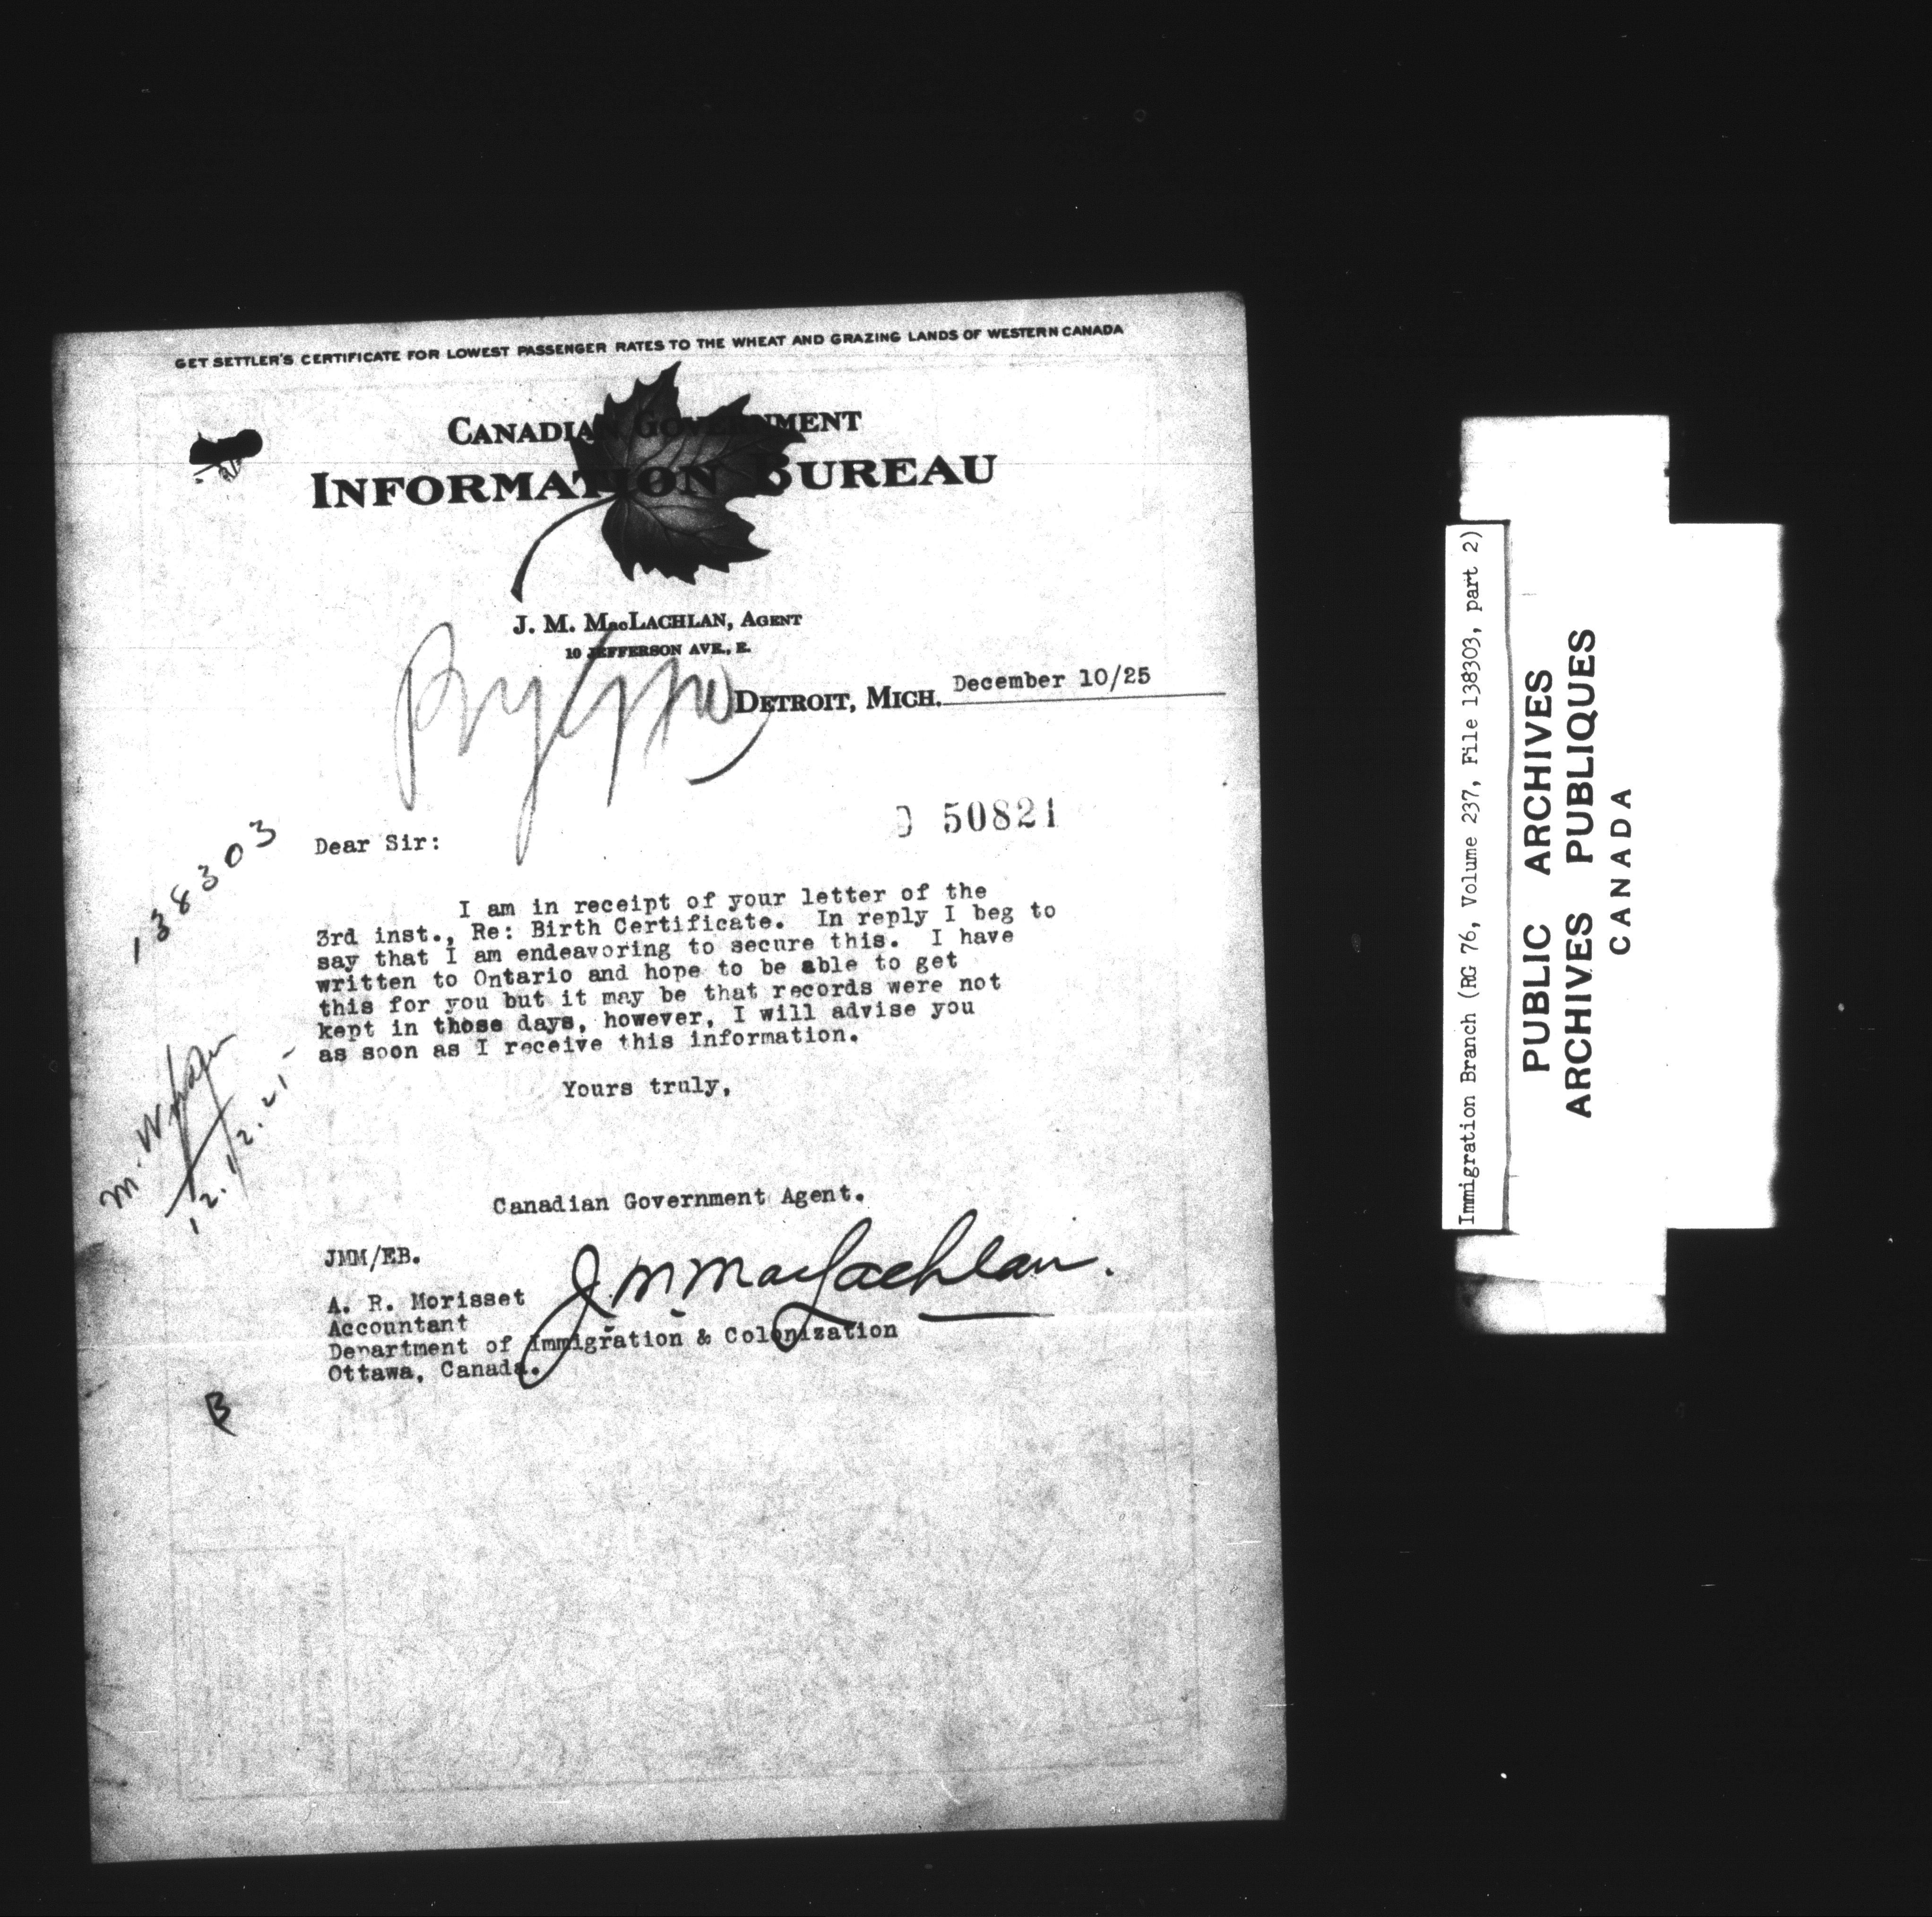 GET SETTLER'S CERTIFICATE FOR LOWEST PASSENGER RATES TO THE WHEAT AND GRAZING LANDS OF WESTERN CANADA
CANADIAN GOVERNMENT
INFORMATION BUREAU
J. M. MacLACHLAN, AGENT
10 JEFFERSON AVE., E.
DETROIT, MICH. December 10/25
50821
138303
Dear Sir:
I am in receipt of your letter of the
3rd inst., Re: Birth Certificate. In reply I beg to
say that I am endeavoring to secure this. I have
written to Ontario and hope to be able to get
this for you but it may be that records were not
kept in those days, however, I will advise you
as soon as I receive this information.
Yours truly,
Canadian Government Agent.
J. M. MacLachlan.
JMM/EB.
A. R. Morisset
Accountant
Department of Immigration & Colonization
Ottawa, Canada.
B
Immigration Branch (RG 76, Volume 237, File 138303, part 2)
PUBLIC ARCHIVES
ARCHIVES PUBLIQUES
CANADA